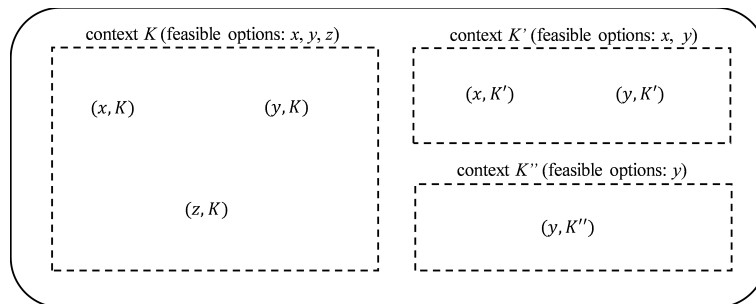 context K (feasible options: x, y, z)
(x, K) (y, K)
(z, K)
context K’ (feasible options: x, y)
(x, K′) (y, K′)
context K” (feasible options: y)
(y, K′′)